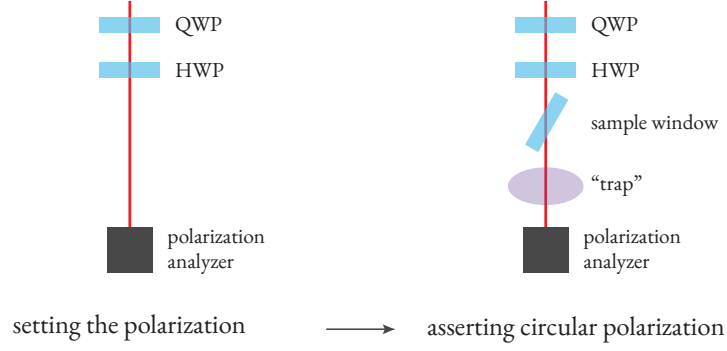 QWP
HWP
polarization
analyzer
setting the polarization
QWP
HWP
sample window
“trap”
polarization
analyzer
asserting circular polarization